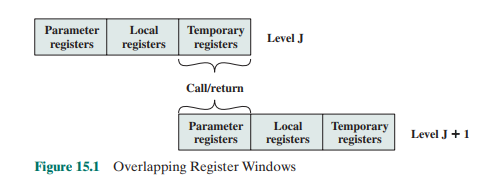 Parameter registers
Local registers
Temporary registers
Level J
Call/return
Parameter registers
Local registers
Temporary registers
Level J + 1
Figure 15.1 Overlapping Register Windows